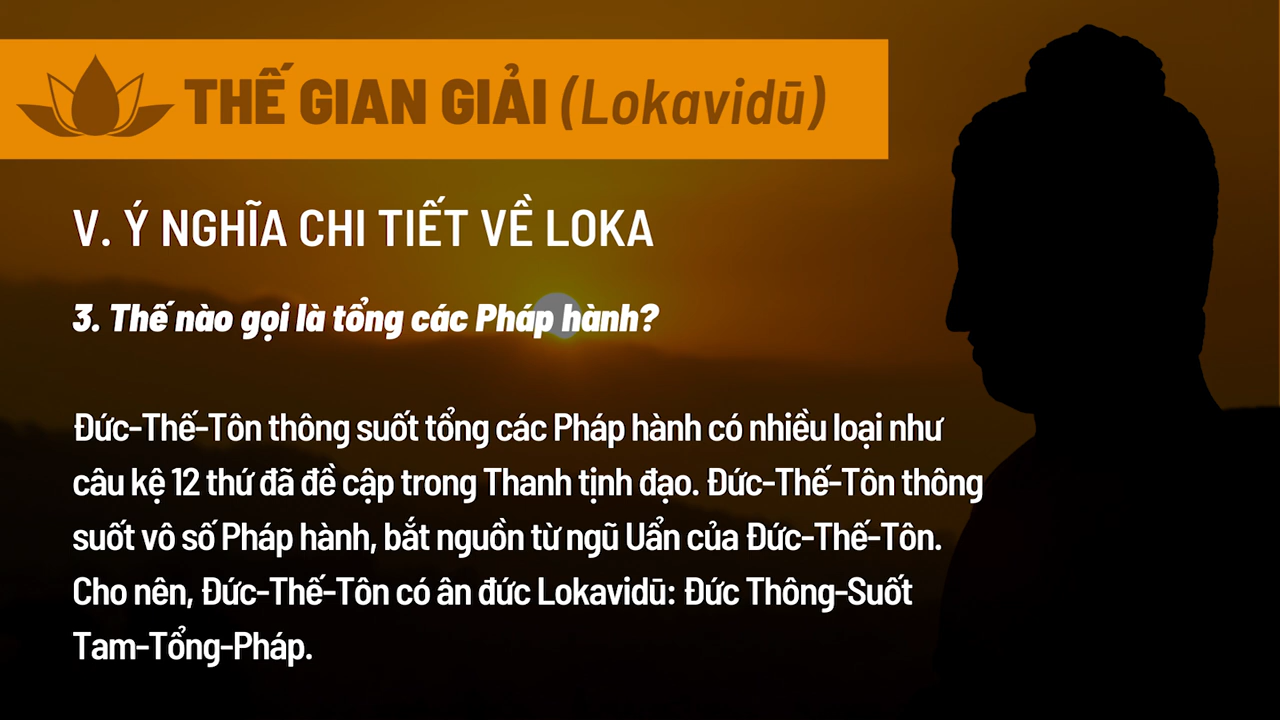 THẾ GIAN GIẢI (Lokavidū)
V. Ý NGHĨA CHI TIẾT VỀ LOKA
3. Thế nào gọi là tổng các Pháp hành?
Đức-Thế-Tôn thông suốt tổng các Pháp hành có nhiều loại như
câu kệ 12 thứ đã đề cập trong Thanh tịnh đạo. Đức-Thế-Tôn thông
suốt vô số Pháp hành, bắt nguồn từ ngũ Uẩn của Đức-Thế-Tôn.
Cho nên, Đức-Thế-Tôn có ân đức Lokavidū: Đức Thông-Suốt
Tam-Tổng-Pháp.